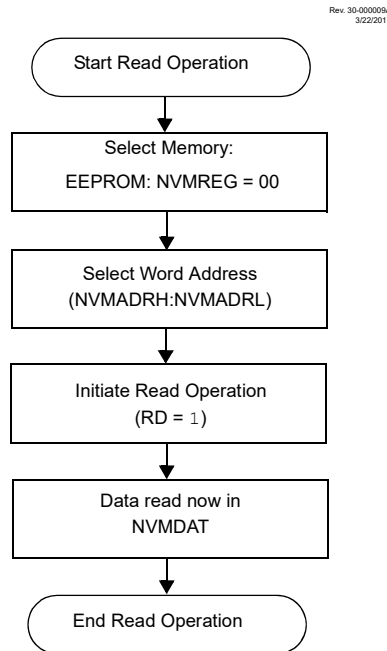 Rev. 30-000009A
3/22/201
Start Read Operation
Select Memory:
EEPROM: NVMREG = 00
Select Word Address
(NVMADRH:NVMADRL)
Initiate Read Operation
(RD = 1)
Data read now in
NVMDAT
End Read Operation